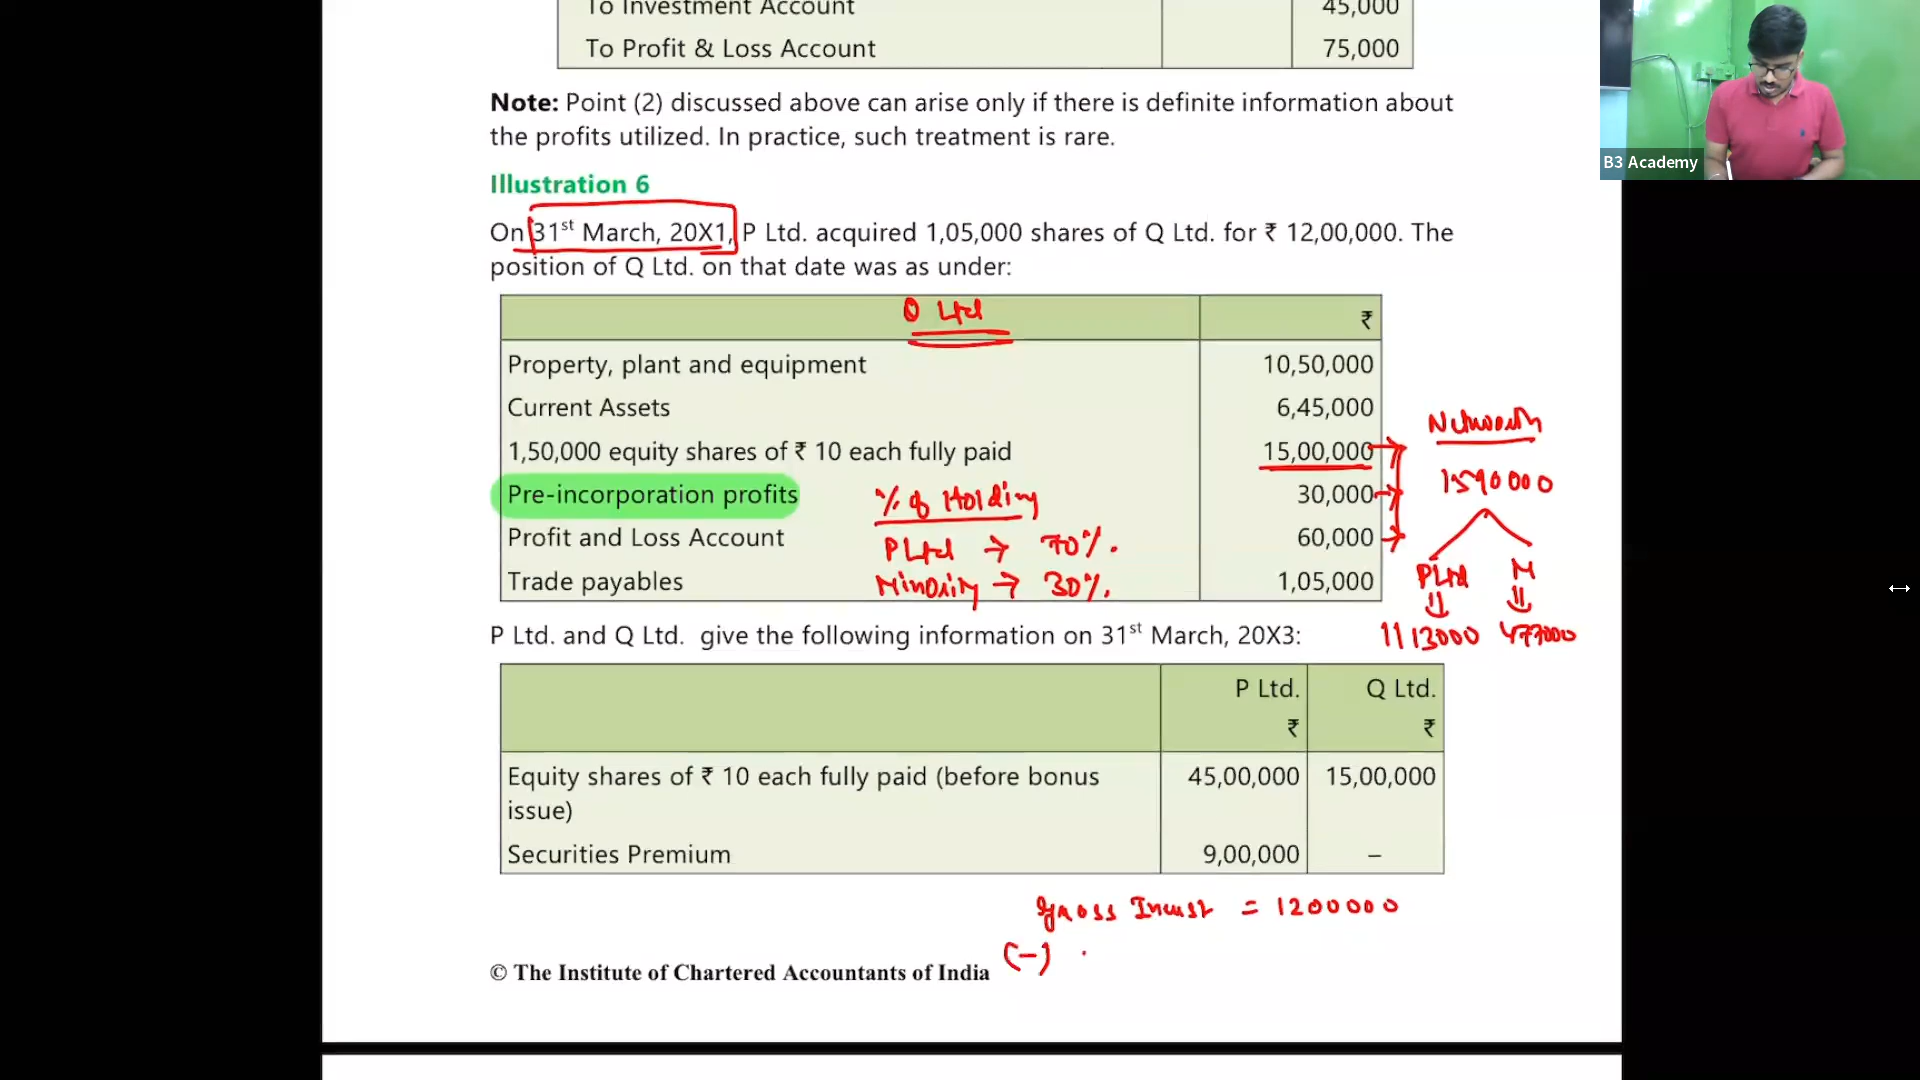 To Investment Account 45,000
To Profit & Loss Account 75,000
Note: Point (2) discussed above can arise only if there is definite information about
the profits utilized. In practice, such treatment is rare.
B3 Academy
Illustration 6
On 31st March, 20X1, P Ltd. acquired 1,05,000 shares of Q Ltd. for ₹ 12,00,000. The
position of Q Ltd. on that date was as under:
Q Ltd ₹
Property, plant and equipment 10,50,000
Current Assets 6,45,000
1,50,000 equity shares of ₹ 10 each fully paid 15,00,000
Pre-incorporation profits 30,000
Profit and Loss Account 60,000
Trade payables 1,05,000
% of Holding
P Ltd → 70%.
Minority → 30%.
Networth
1590000
P Ltd M
1113000 477000
P Ltd. and Q Ltd. give the following information on 31st March, 20X3:
P Ltd. Q Ltd.
₹ ₹
Equity shares of ₹ 10 each fully paid (before bonus 45,00,000 15,00,000
issue)
Securities Premium 9,00,000 –
Gross Invest = 1200000
(-)
© The Institute of Chartered Accountants of India